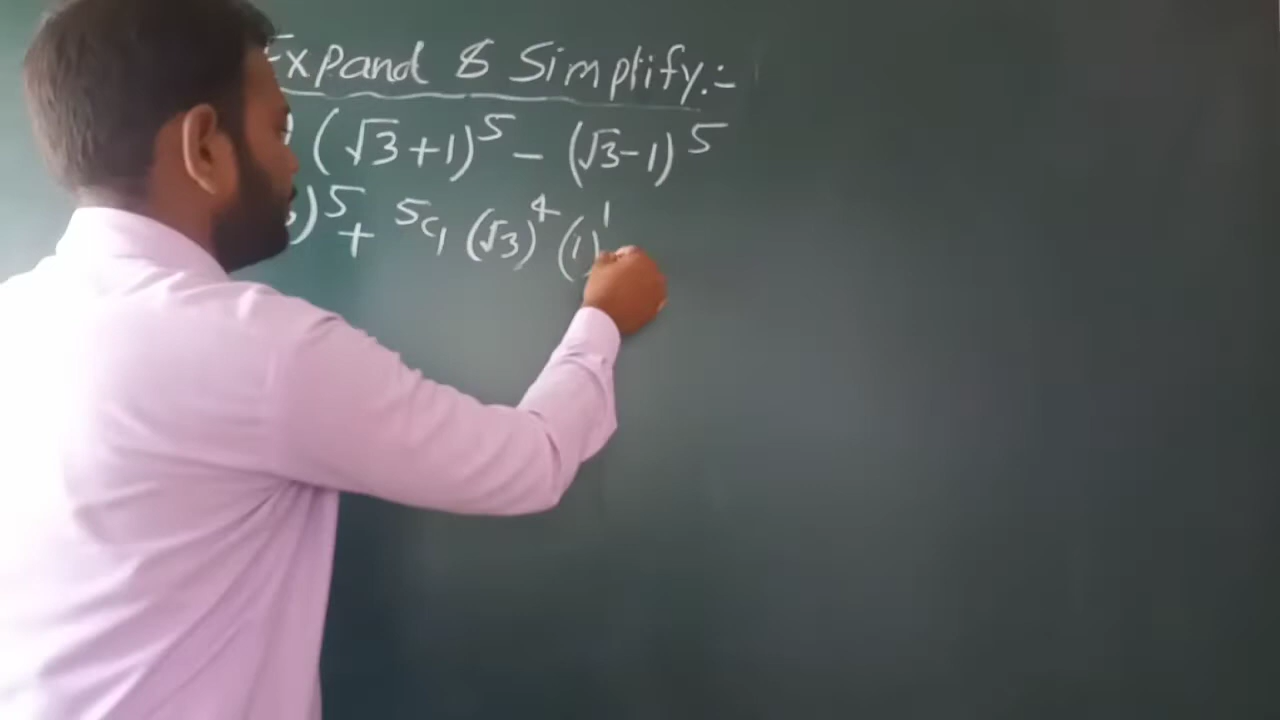 Expand & Simplify:-
) (√3+1)⁵ - (√3-1)⁵
)⁵ + ⁵C₁ (√3)⁴ (1)¹